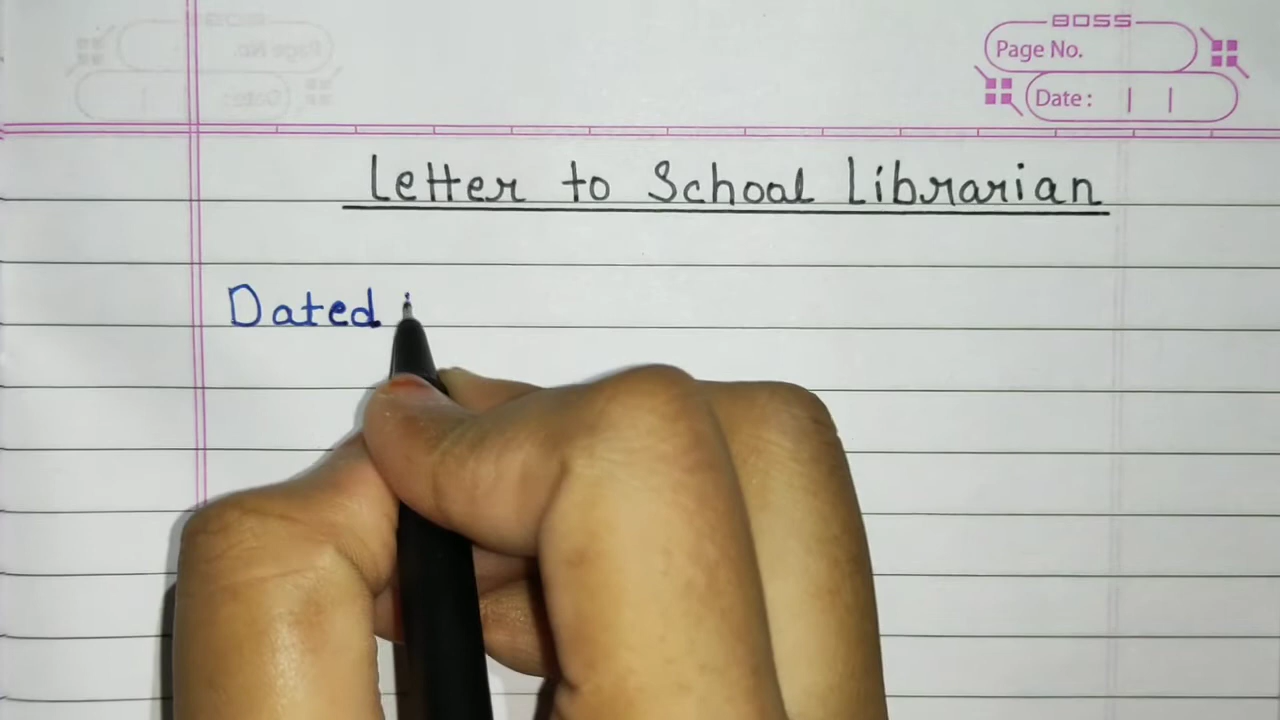 BOSS
Page No.
Date : | |
Letter to School Librarian
Dated :